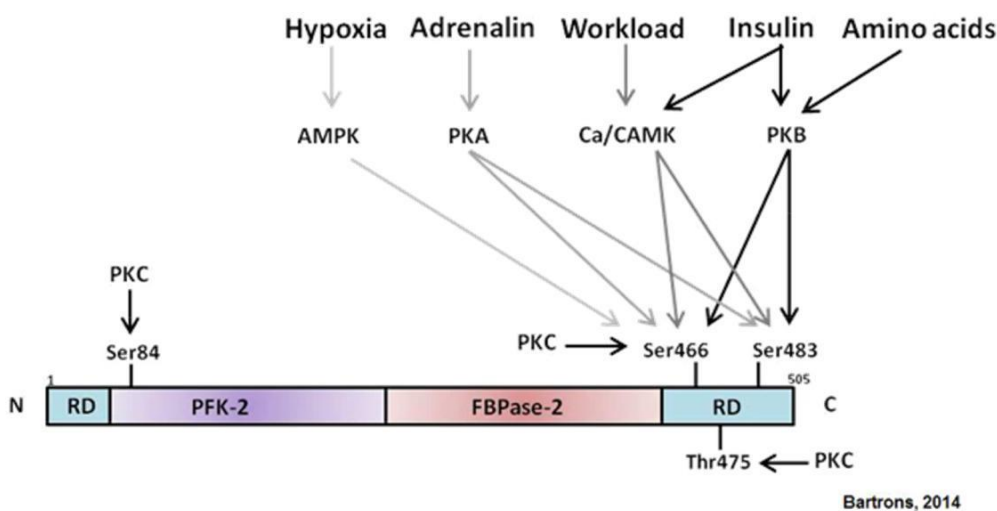 Hypoxia Adrenalin Workload Insulin Amino acids
AMPK PKA Ca/CAMK PKB
PKC
PKC Ser466 Ser483
Ser84
1 505
N RD PFK-2 FBPase-2 RD C
Thr475 PKC
Bartrons, 2014